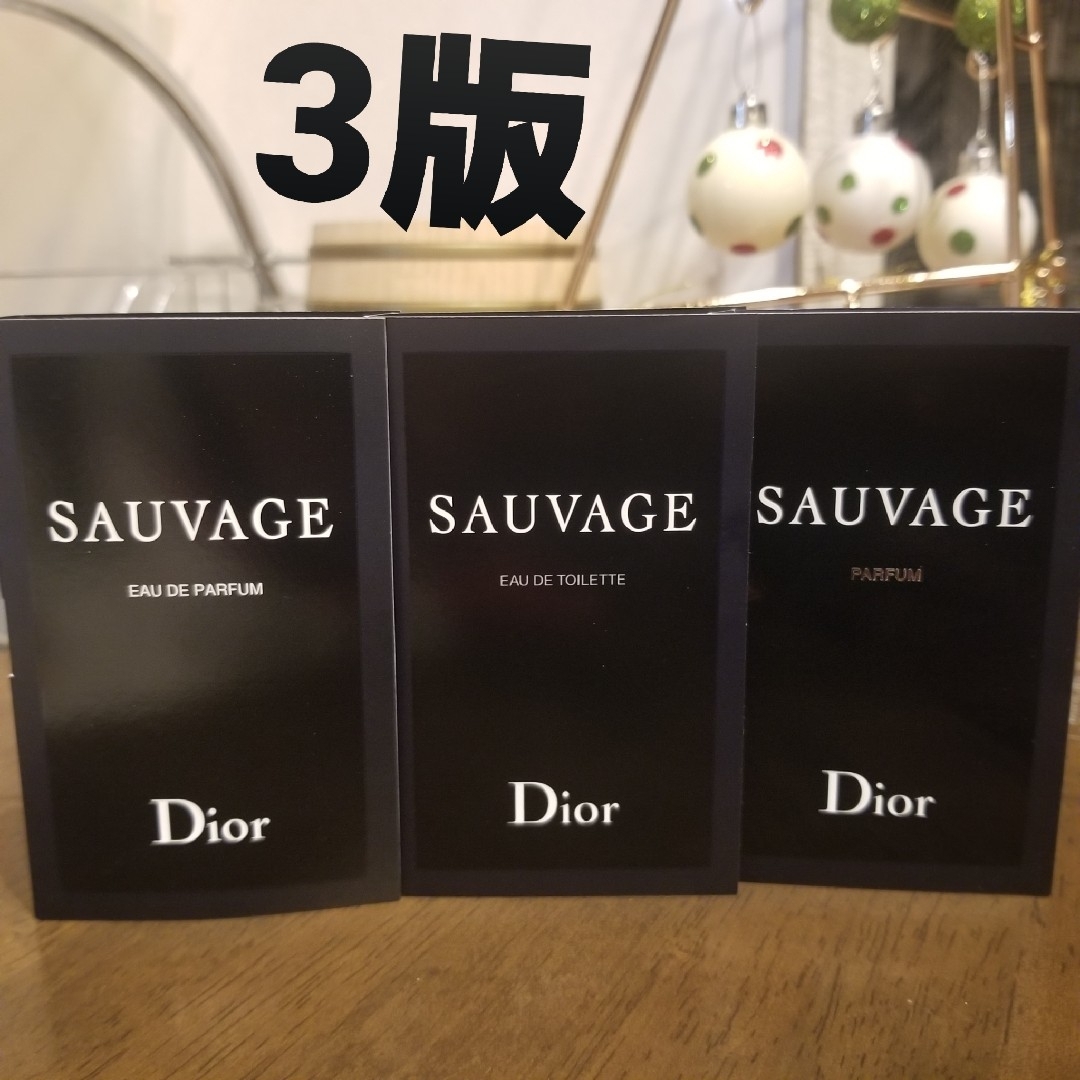 3版
SAUVAGE
EAU DE PARFUM
Dior
SAUVAGE
EAU DE TOILETTE
Dior
SAUVAGE
PARFUM
Dior